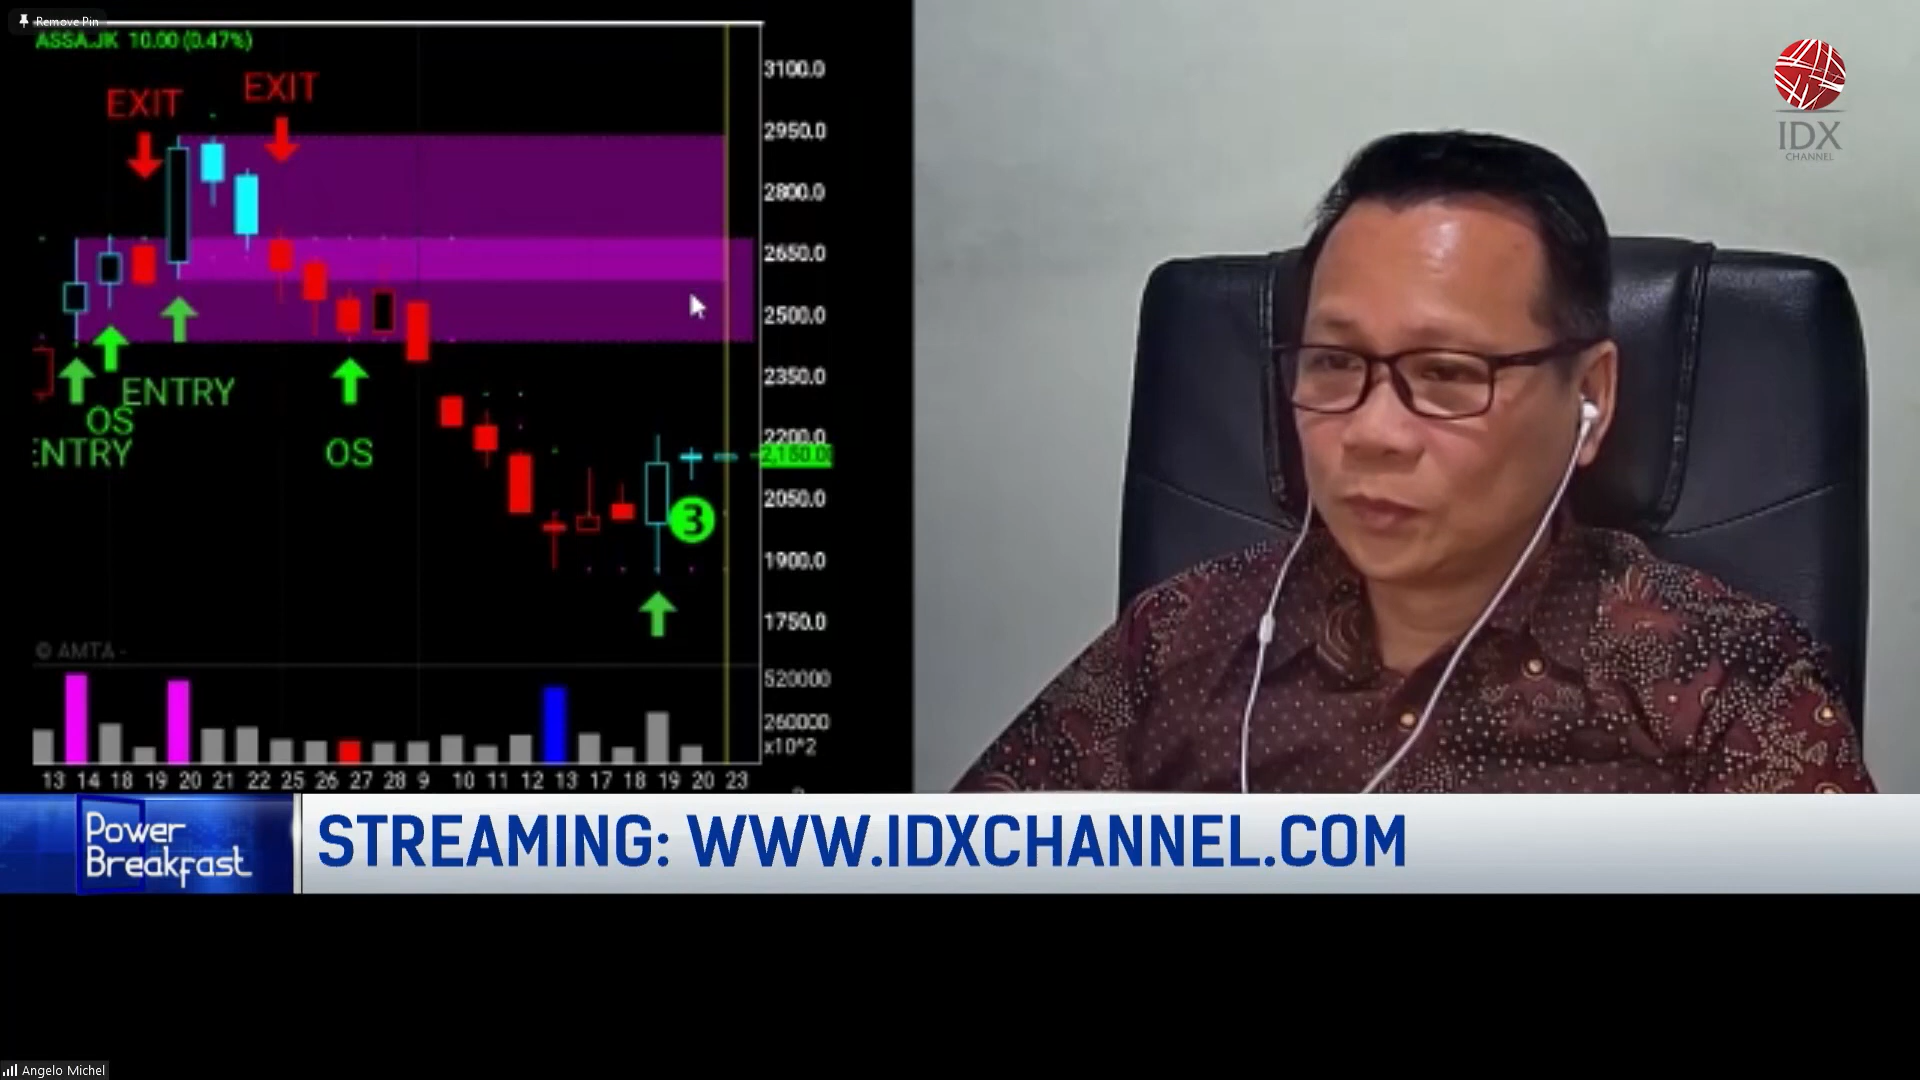 Remove Pin
ASSA.JK 10.00 (0.47%)
EXIT
EXIT
ENTRY
OS
ENTRY
OS
3
3100.0
2950.0
2800.0
2650.0
2500.0
2350.0
2200.0
2,150.00
2050.0
1900.0
1750.0
© AMTA -
520000
260000
x10^2
13 14 18 19 20 21 22 25 26 27 28 9 10 11 12 13 17 18 19 20 23
IDX
CHANNEL
Power
Breakfast
STREAMING: WWW.IDXCHANNEL.COM
Angelo Michel